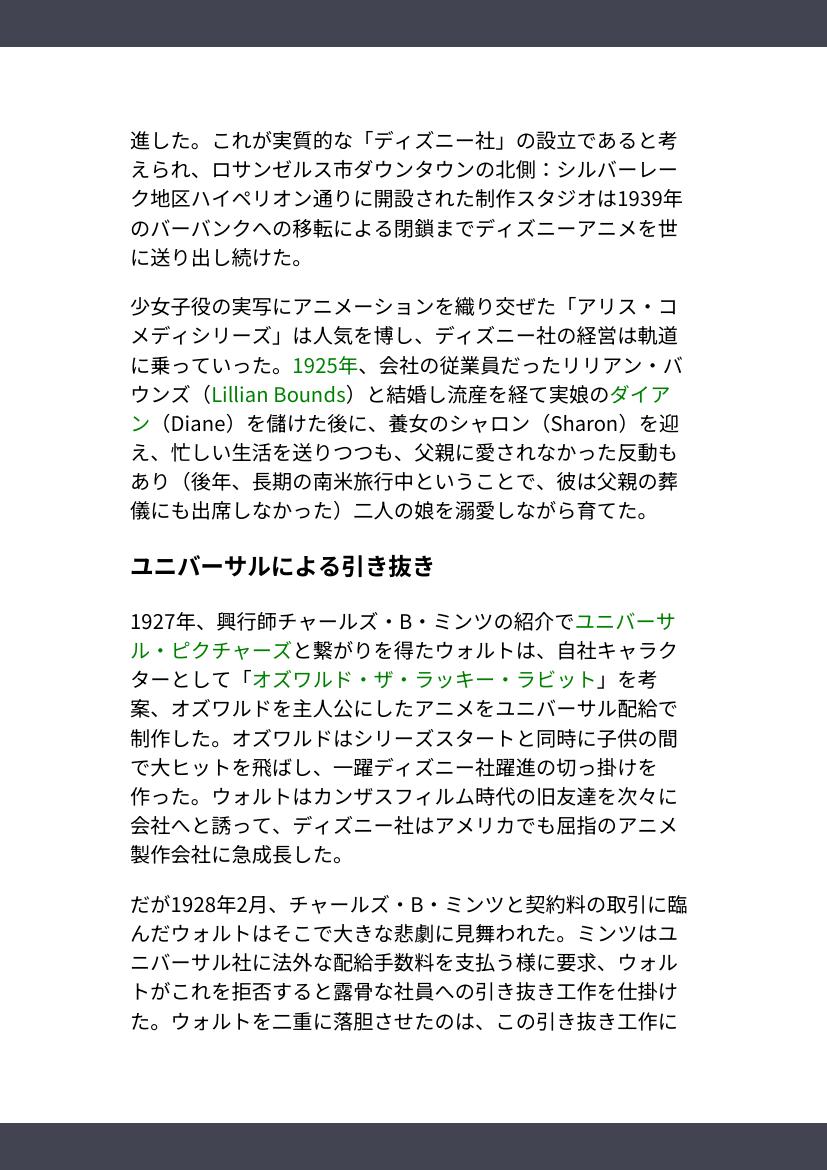 進した。これが実質的な「ディズニー社」の設立であると考
えられ、ロサンゼルス市ダウンタウンの北側：シルバーレー
ク地区ハイペリオン通りに開設された制作スタジオは1939年
のバーバンクへの移転による閉鎖までディズニーアニメを世
に送り出し続けた。
少女子役の実写にアニメーションを織り交ぜた「アリス・コ
メディシリーズ」は人気を博し、ディズニー社の経営は軌道
に乗っていった。1925年、会社の従業員だったリリアン・バ
ウンズ（Lillian Bounds）と結婚し流産を経て実娘のダイア
ン（Diane）を儲けた後に、養女のシャロン（Sharon）を迎
え、忙しい生活を送りつつも、父親に愛されなかった反動も
あり（後年、長期の南米旅行中ということで、彼は父親の葬
儀にも出席しなかった）二人の娘を溺愛しながら育てた。
ユニバーサルによる引き抜き
1927年、興行師チャールズ・B・ミンツの紹介でユニバーサ
ル・ピクチャーズと繋がりを得たウォルトは、自社キャラク
ターとして「オズワルド・ザ・ラッキー・ラビット」を考
案、オズワルドを主人公にしたアニメをユニバーサル配給で
制作した。オズワルドはシリーズスタートと同時に子供の間
で大ヒットを飛ばし、一躍ディズニー社躍進の切っ掛けを
作った。ウォルトはカンザスフィルム時代の旧友達を次々に
会社へと誘って、ディズニー社はアメリカでも屈指のアニメ
製作会社に急成長した。
だが1928年2月、チャールズ・B・ミンツと契約料の取引に臨
んだウォルトはそこで大きな悲劇に見舞われた。ミンツはユ
ニバーサル社に法外な配給手数料を支払う様に要求、ウォル
トがこれを拒否すると露骨な社員への引き抜き工作を仕掛け
た。ウォルトを二重に落胆させたのは、この引き抜き工作に